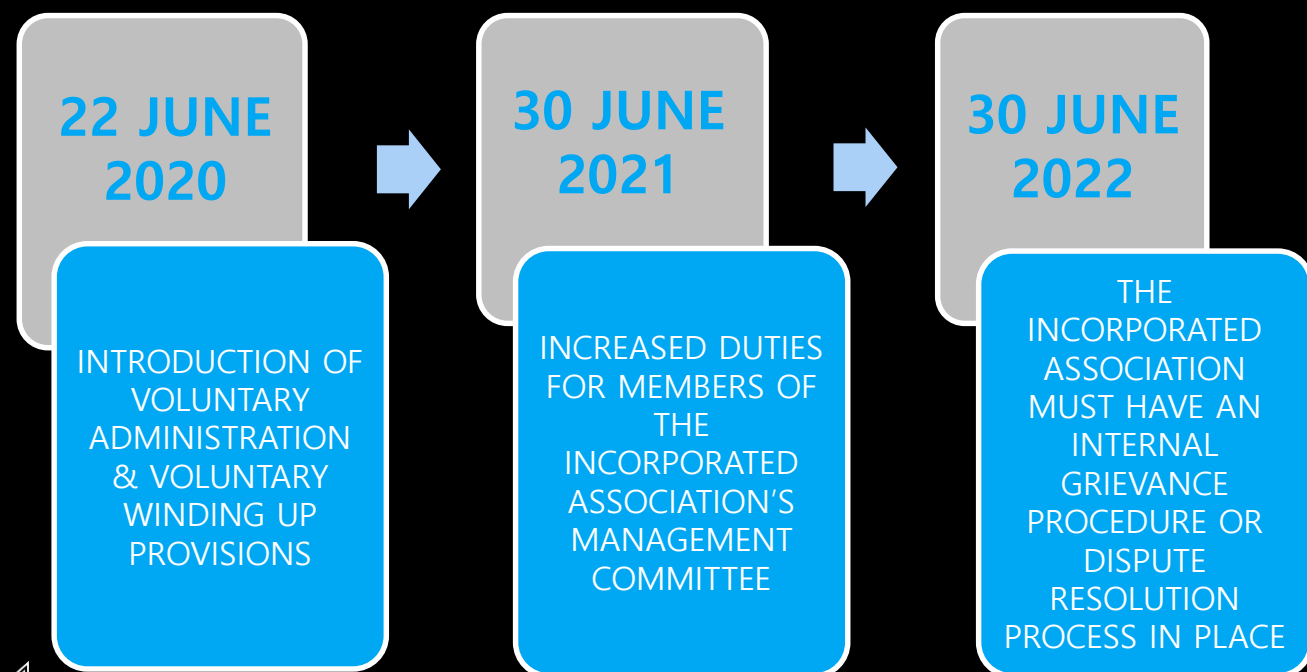 22 JUNE
2020
INTRODUCTION OF
VOLUNTARY
ADMINISTRATION
& VOLUNTARY
WINDING UP
PROVISIONS
30 JUNE
2021
INCREASED DUTIES
FOR MEMBERS OF
THE
INCORPORATED
ASSOCIATION’S
MANAGEMENT
COMMITTEE
30 JUNE
2022
THE
INCORPORATED
ASSOCIATION
MUST HAVE AN
INTERNAL
GRIEVANCE
PROCEDURE OR
DISPUTE
RESOLUTION
PROCESS IN PLACE